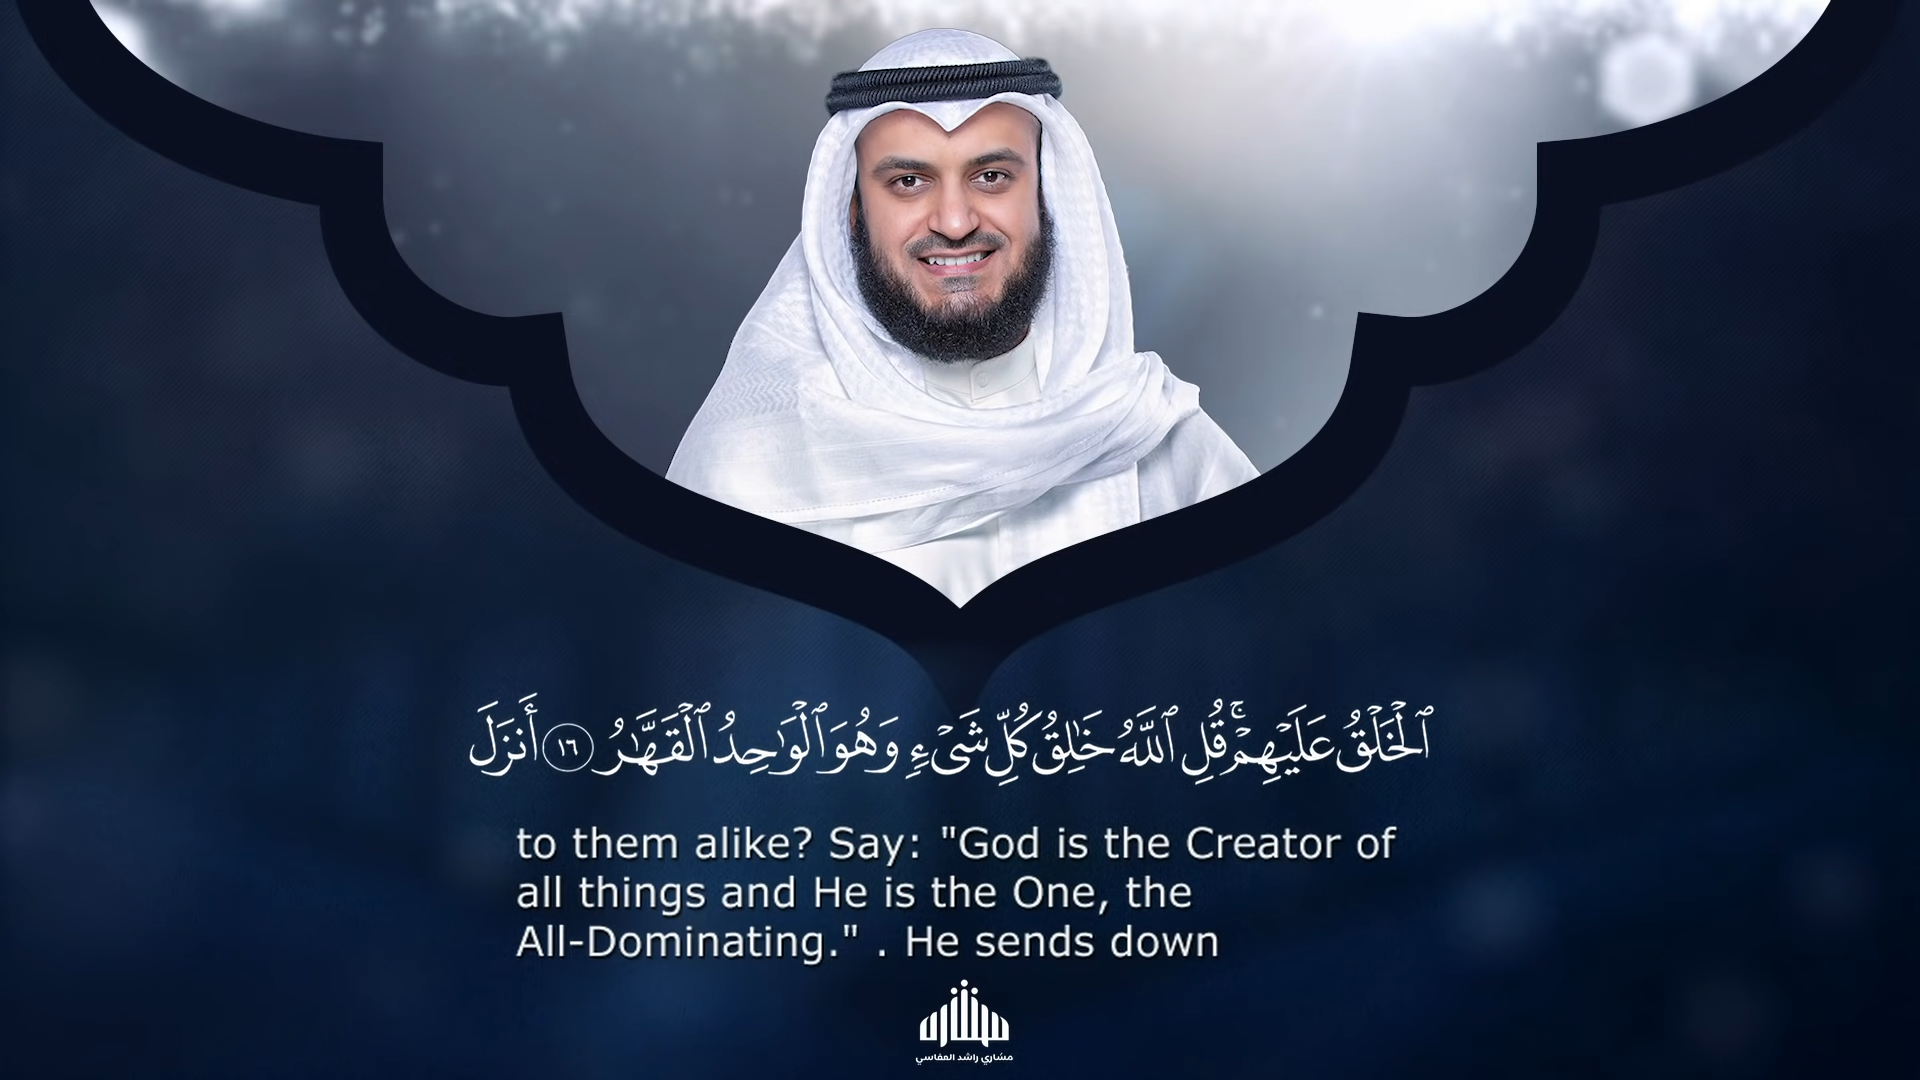 ٱلْخَلْقُ عَلَيْهِمْ ۚ قُلِ ٱللَّهُ خَٰلِقُ كُلِّ شَىْءٍ وَهُوَ ٱلْوَٰحِدُ ٱلْقَهَّٰرُ ١٦ أَنزَلَ
to them alike? Say: "God is the Creator of
all things and He is the One, the
All-Dominating." . He sends down
مشاري راشد العفاسي